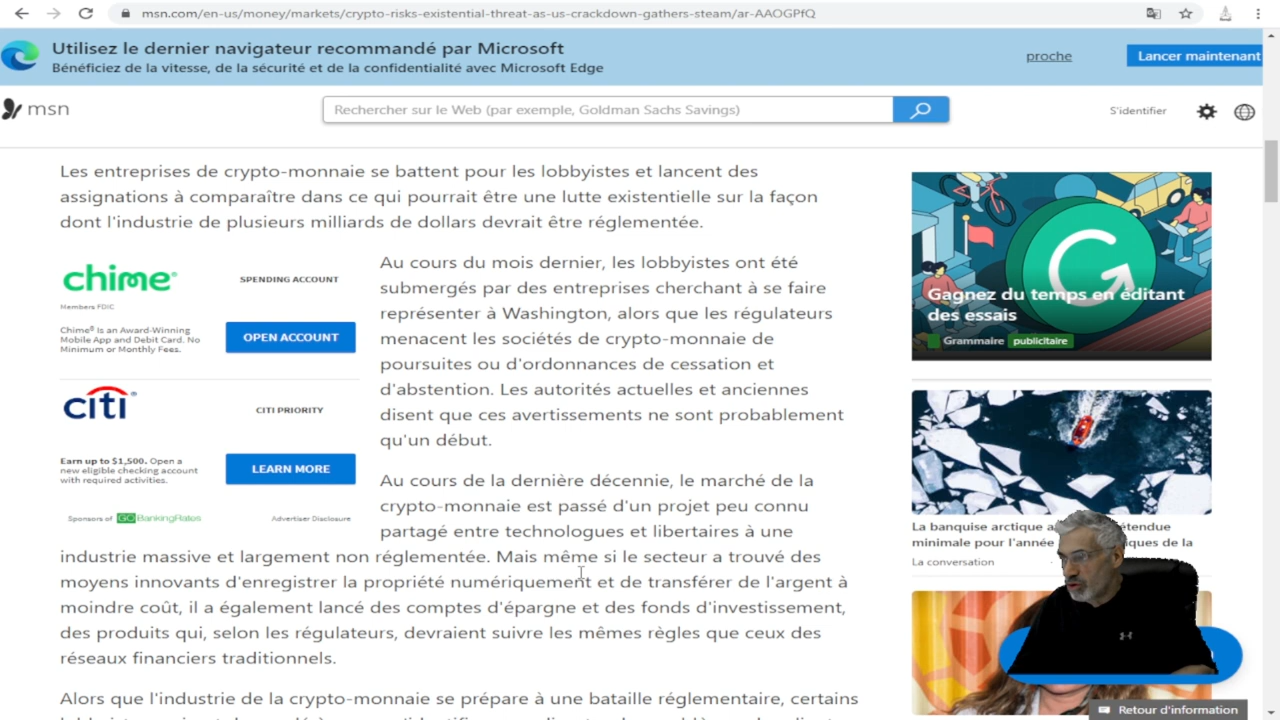 msn.com/en-us/money/markets/crypto-risks-existential-threat-as-us-crackdown-gathers-steam/ar-AAOGPfQ
Utilisez le dernier navigateur recommandé par Microsoft
Bénéficiez de la vitesse, de la sécurité et de la confidentialité avec Microsoft Edge
proche
Lancer maintenant
msn
Rechercher sur le Web (par exemple, Goldman Sachs Savings)
S'identifier
Les entreprises de crypto-monnaie se battent pour les lobbyistes et lancent des
assignations à comparaître dans ce qui pourrait être une lutte existentielle sur la façon
dont l'industrie de plusieurs milliards de dollars devrait être réglementée.
chime
Members FDIC
SPENDING ACCOUNT
Chime® Is an Award-Winning
Mobile App and Debit Card. No
Minimum or Monthly Fees.
OPEN ACCOUNT
citi
CITI PRIORITY
Earn up to $1,500. Open a
new eligible checking account
with required activities.
LEARN MORE
Sponsors of GOBankingRates
Advertiser Disclosure
Au cours du mois dernier, les lobbyistes ont été
submergés par des entreprises cherchant à se faire
représenter à Washington, alors que les régulateurs
menacent les sociétés de crypto-monnaie de
poursuites ou d'ordonnances de cessation et
d'abstention. Les autorités actuelles et anciennes
disent que ces avertissements ne sont probablement
qu'un début.
Au cours de la dernière décennie, le marché de la
crypto-monnaie est passé d'un projet peu connu
partagé entre technologues et libertaires à une
industrie massive et largement non réglementée. Mais même si le secteur a trouvé des
moyens innovants d'enregistrer la propriété numériquement et de transférer de l'argent à
moindre coût, il a également lancé des comptes d'épargne et des fonds d'investissement,
des produits qui, selon les régulateurs, devraient suivre les mêmes règles que ceux des
réseaux financiers traditionnels.
Alors que l'industrie de la crypto-monnaie se prépare à une bataille réglementaire, certains
Gagnez du temps en éditant
des essais
Grammaire publicitaire
La banquise arctique
minimale pour l'année
de la
La conversation
Retour d'information